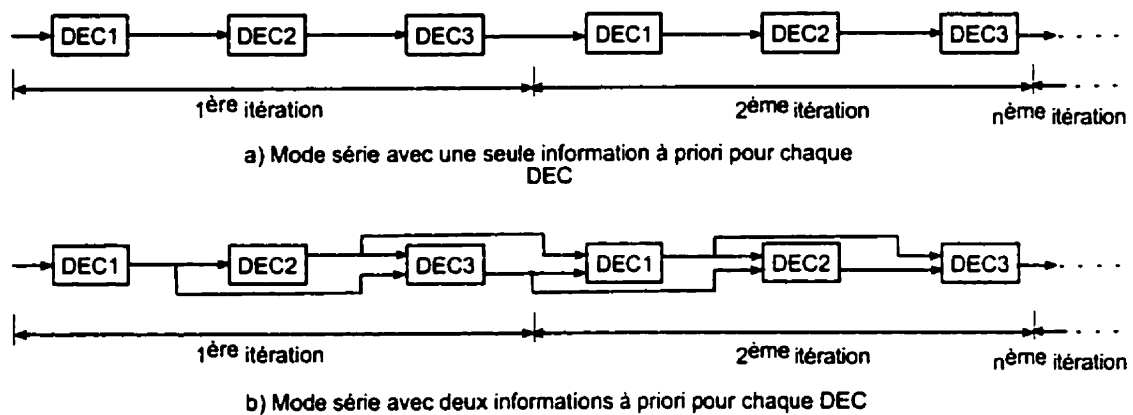 DEC1 DEC2 DEC3 DEC1 DEC2 DEC3
1ère itération 2ème itération nème itération
a) Mode série avec une seule information à priori pour chaque
DEC
DEC1 DEC2 DEC3 DEC1 DEC2 DEC3
1ère itération 2ème itération nème itération
b) Mode série avec deux informations à priori pour chaque DEC